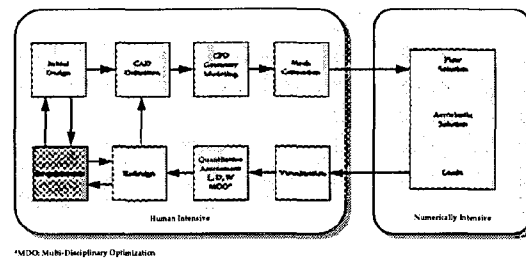 Initial
Design
CAD
Definition
CFD
Geometry
Modeling
Mesh
Generation
Flow
Solution
Aeroelastic
Solution
Loads
Redesign
Quantitative
Assessment
L, D, W
MDO*
Visualization
Human Intensive
Numerically Intensive
*MDO: Multi-Disciplinary Optimization